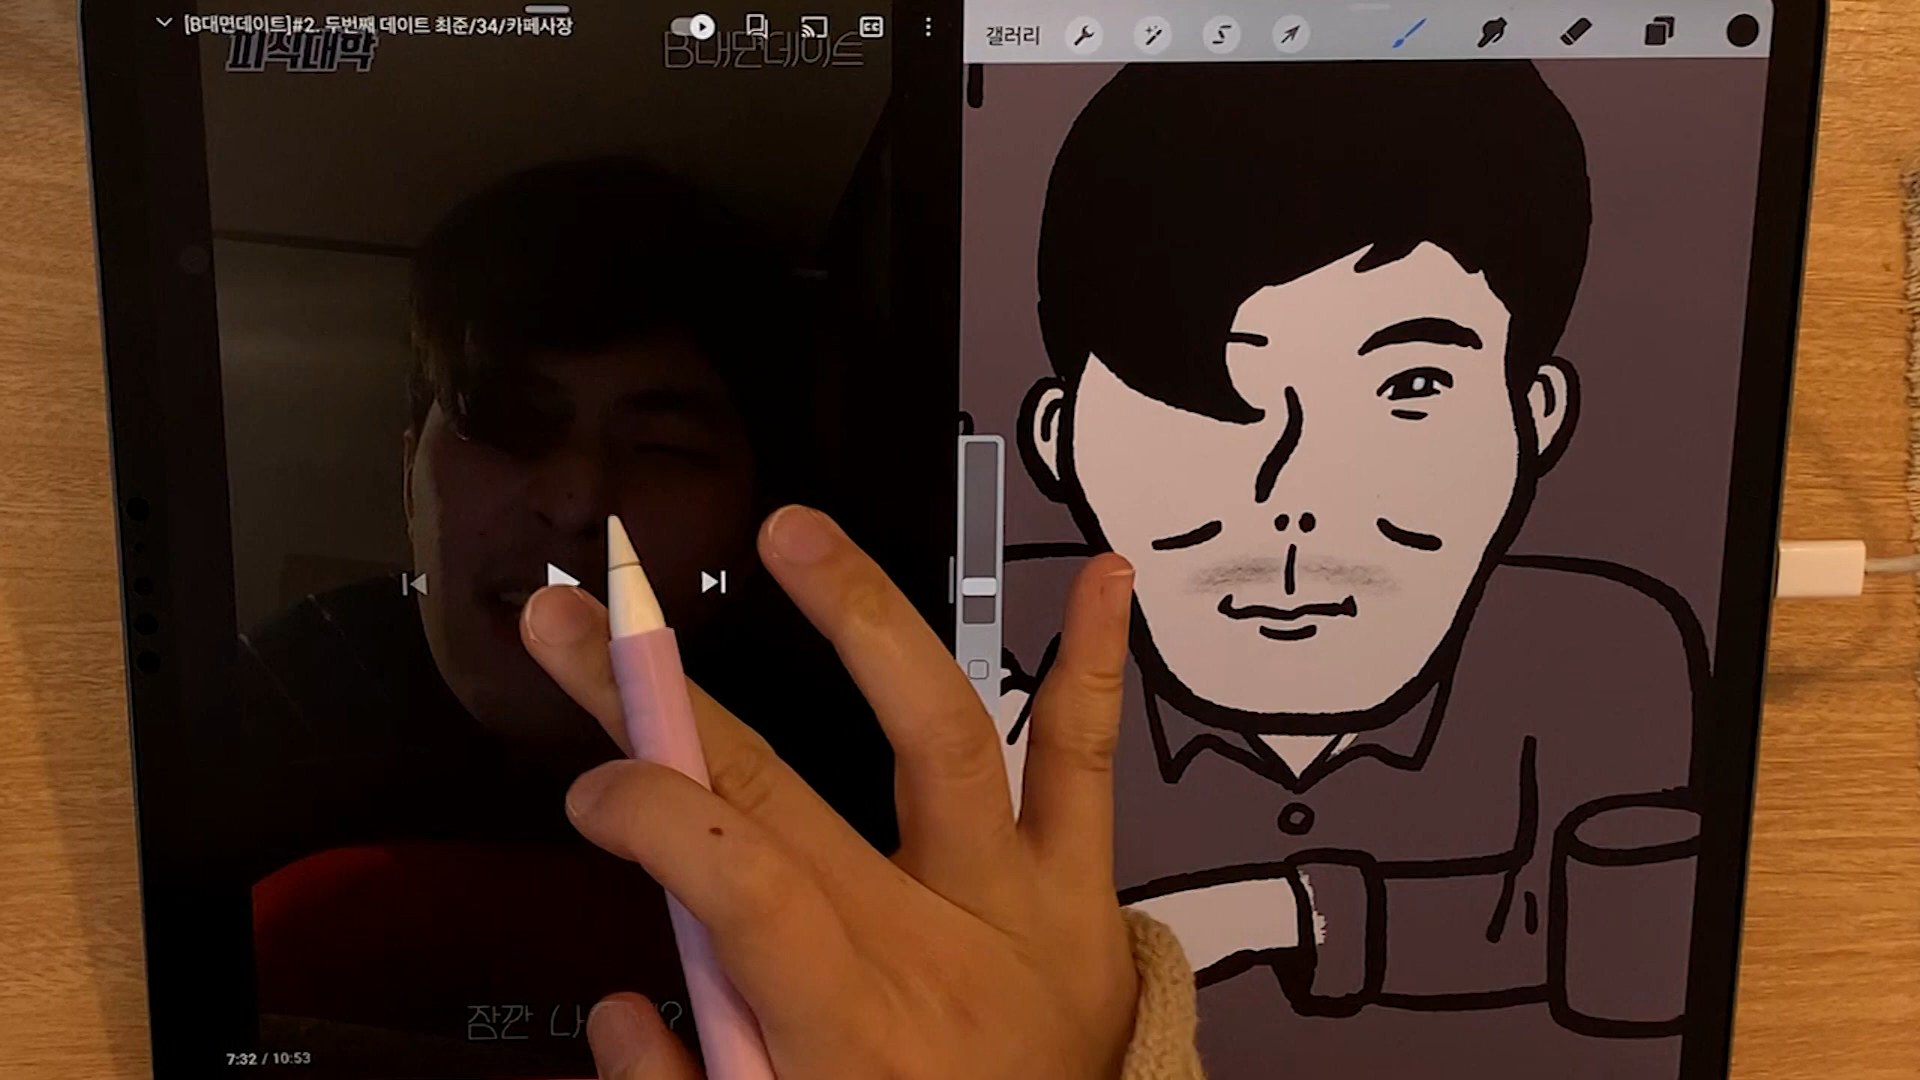 [B대면데이트]#2. 두번째 데이트 최준/34/카페사장
피식대학
B대면데이트
CC
갤러리
잠깐 나
?
7:32 / 10:53